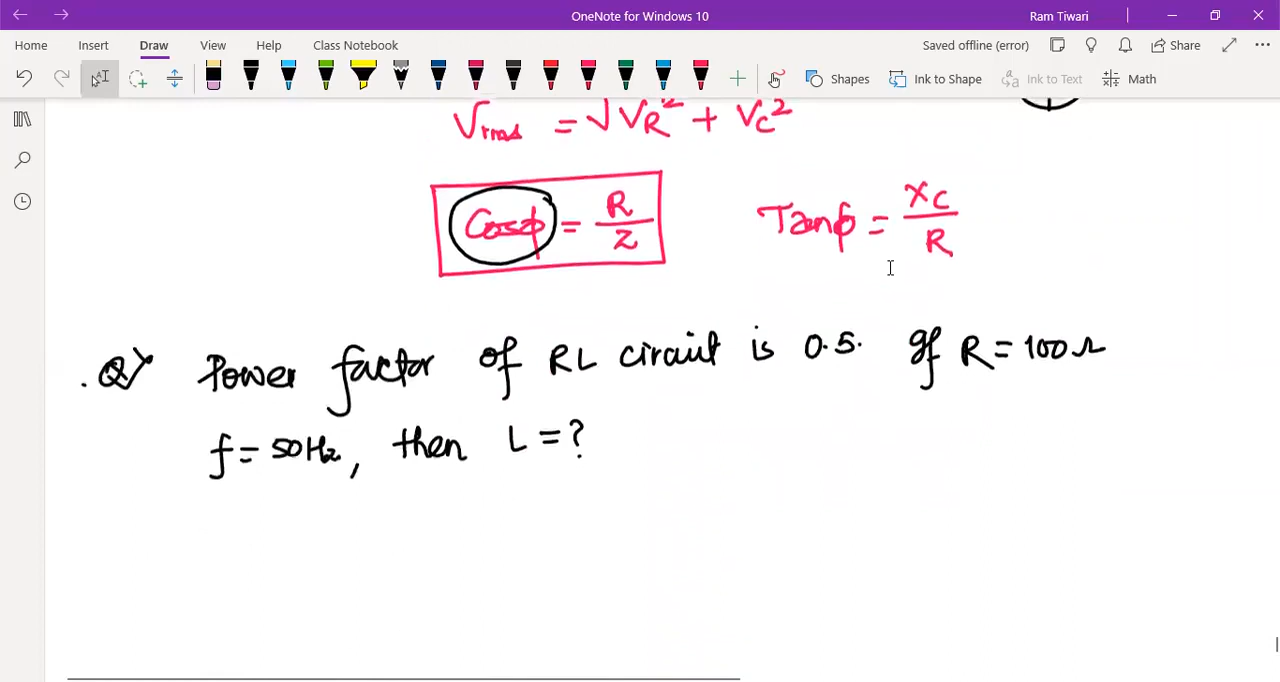 OneNote for Windows 10
Ram Tiwari
Home Insert Draw View Help Class Notebook Saved offline (error) Share
Shapes Ink to Shape Ink to Text Math
Vrms = √VR² + VC²
Cosϕ = R/Z Tanϕ = XC/R
Q) Power factor of RL circuit is 0.5. If R = 100Ω
f = 50Hz, then L = ?